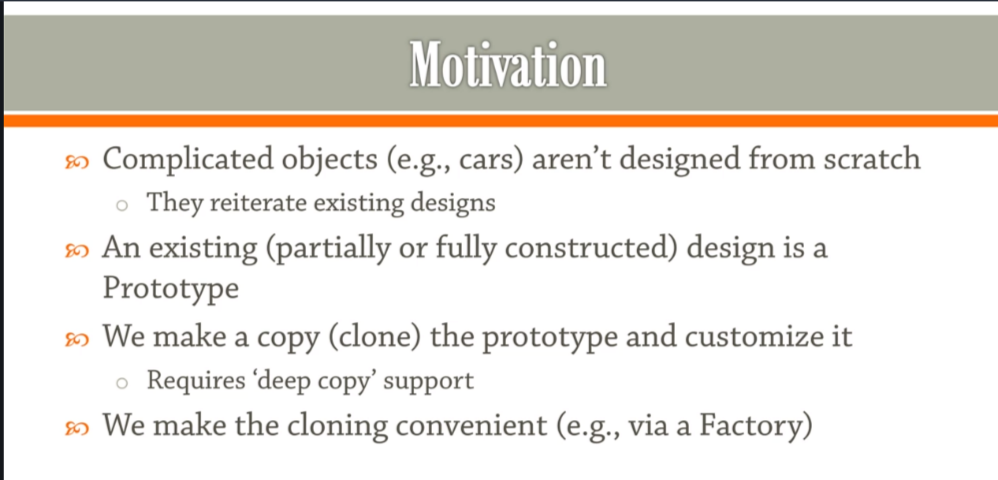 Motivation
Complicated objects (e.g., cars) aren’t designed from scratch
They reiterate existing designs
An existing (partially or fully constructed) design is a
Prototype
We make a copy (clone) the prototype and customize it
Requires ‘deep copy’ support
We make the cloning convenient (e.g., via a Factory)